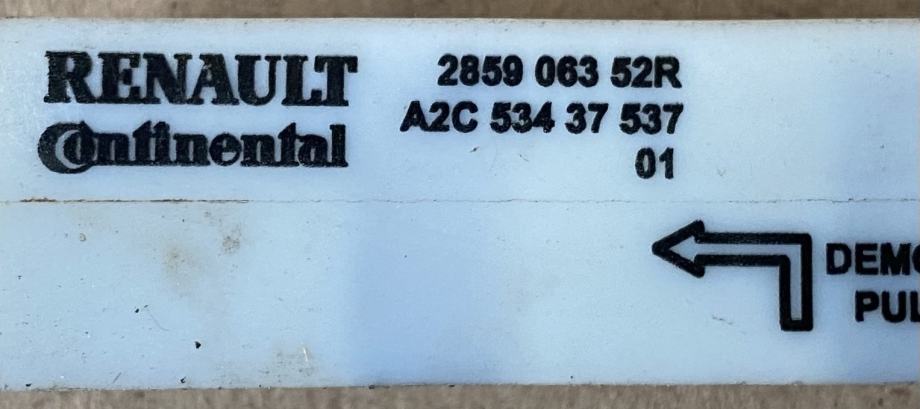 RENAULT
Continental
2859 063 52R
A2C 534 37 537
01